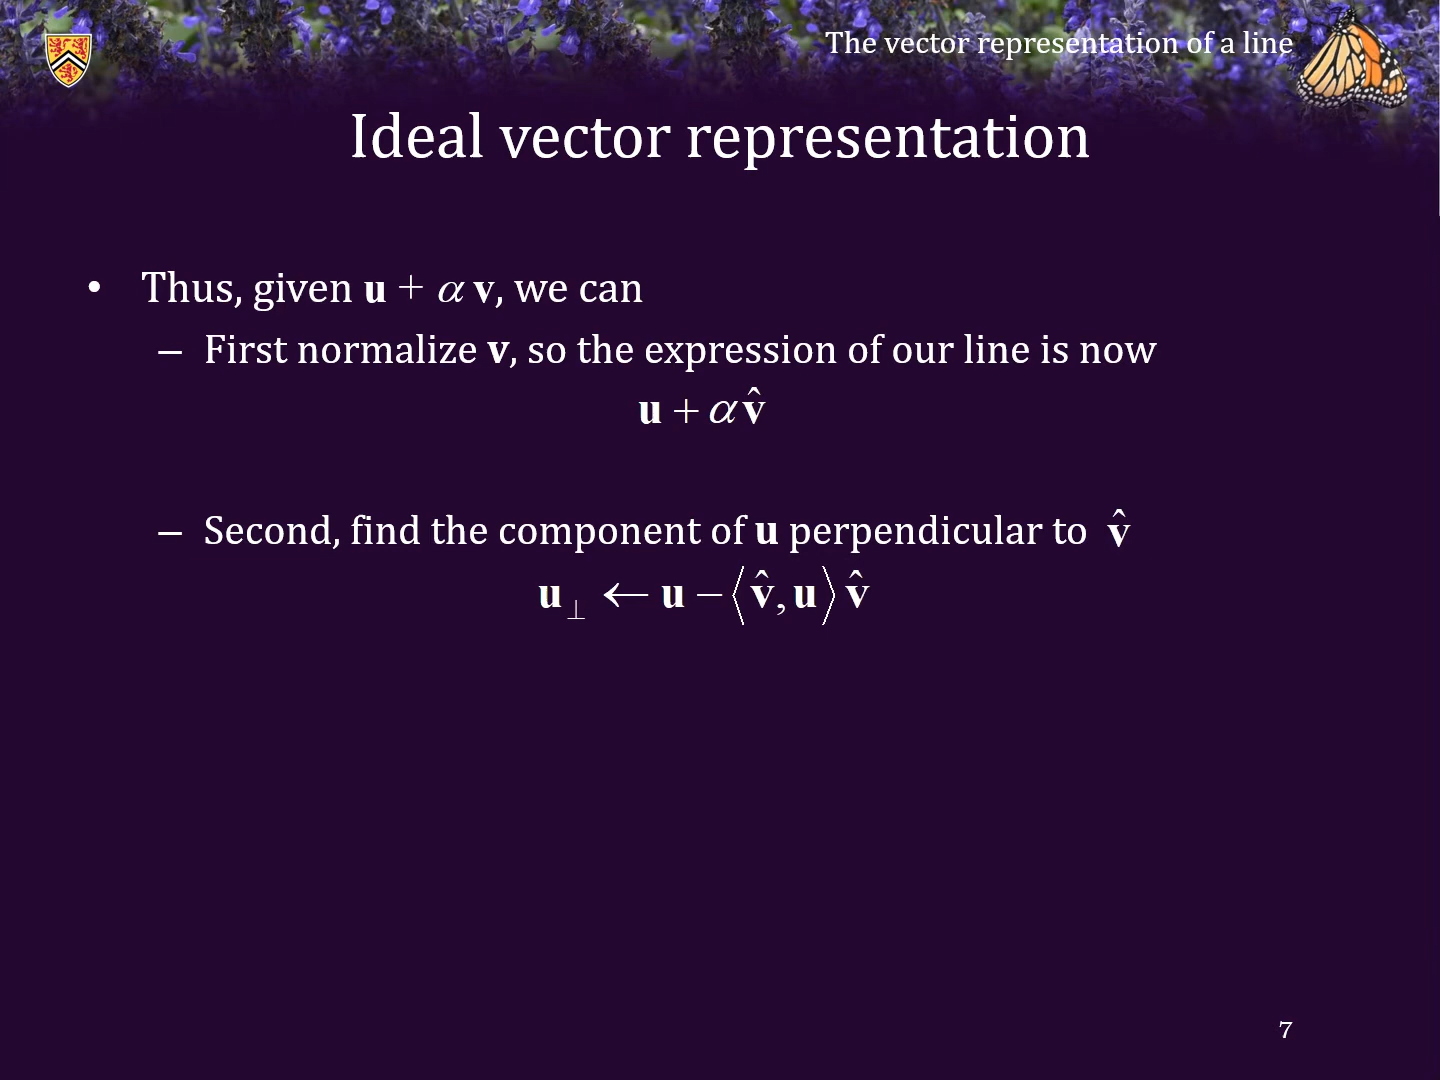 The vector representation of a line
Ideal vector representation
• Thus, given u + α v, we can
– First normalize v, so the expression of our line is now
u + α v̂
– Second, find the component of u perpendicular to v̂
u⊥ ← u − ⟨v̂, u⟩ v̂
7